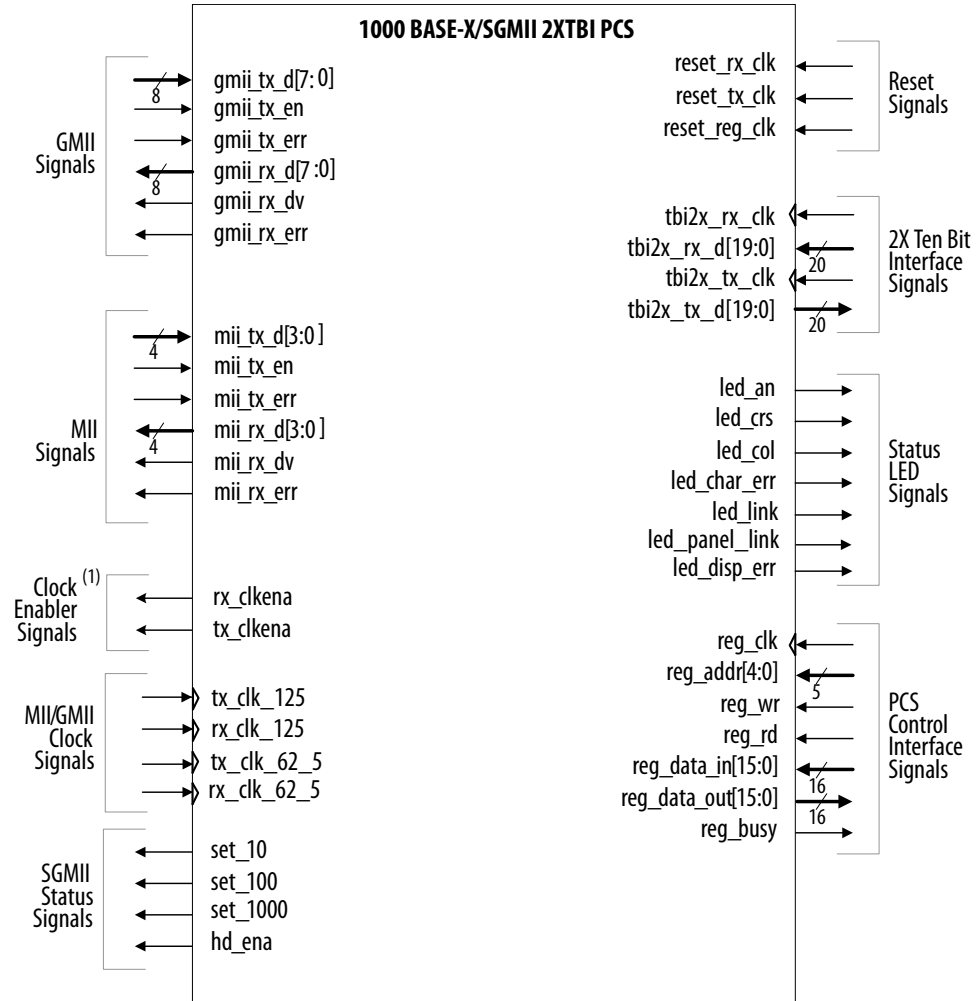 1000 BASE-X/SGMII 2XTBI PCS
GMII
Signals
8
gmii_tx_d[7:0]
gmii_tx_en
gmii_tx_err
8
gmii_rx_d[7:0]
gmii_rx_dv
gmii_rx_err
MII
Signals
4
mii_tx_d[3:0]
mii_tx_en
mii_tx_err
4
mii_rx_d[3:0]
mii_rx_dv
mii_rx_err
Clock (1)
Enabler
Signals
rx_clkena
tx_clkena
MII/GMII
Clock
Signals
tx_clk_125
rx_clk_125
tx_clk_62_5
rx_clk_62_5
SGMII
Status
Signals
set_10
set_100
set_1000
hd_ena
reset_rx_clk
reset_tx_clk
reset_reg_clk
Reset
Signals
tbi2x_rx_clk
tbi2x_rx_d[19:0]
20
tbi2x_tx_clk
tbi2x_tx_d[19:0]
20
2X Ten Bit
Interface
Signals
led_an
led_crs
led_col
led_char_err
led_link
led_panel_link
led_disp_err
Status
LED
Signals
reg_clk
reg_addr[4:0]
5
reg_wr
reg_rd
reg_data_in[15:0]
16
reg_data_out[15:0]
16
reg_busy
PCS
Control
Interface
Signals